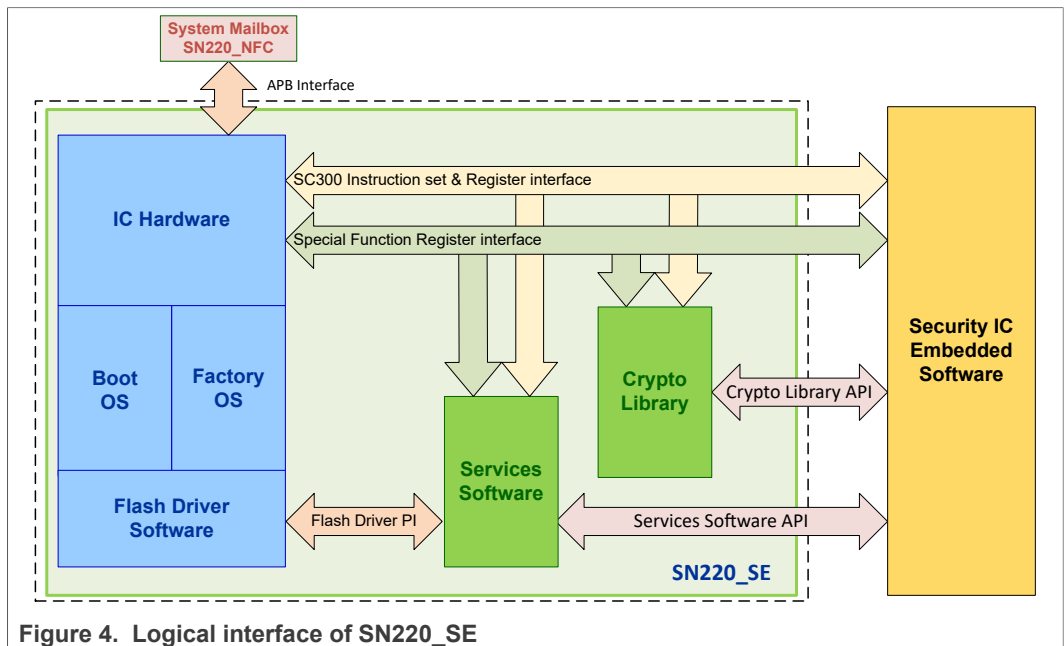 System Mailbox
SN220_NFC
APB Interface
SC300 Instruction set & Register interface
IC Hardware
Special Function Register interface
Boot
OS
Factory
OS
Crypto
Library
Security IC
Embedded
Software
Crypto Library API
Services
Software
Flash Driver
Software
Flash Driver PI
Services Software API
SN220_SE
Figure 4. Logical interface of SN220_SE